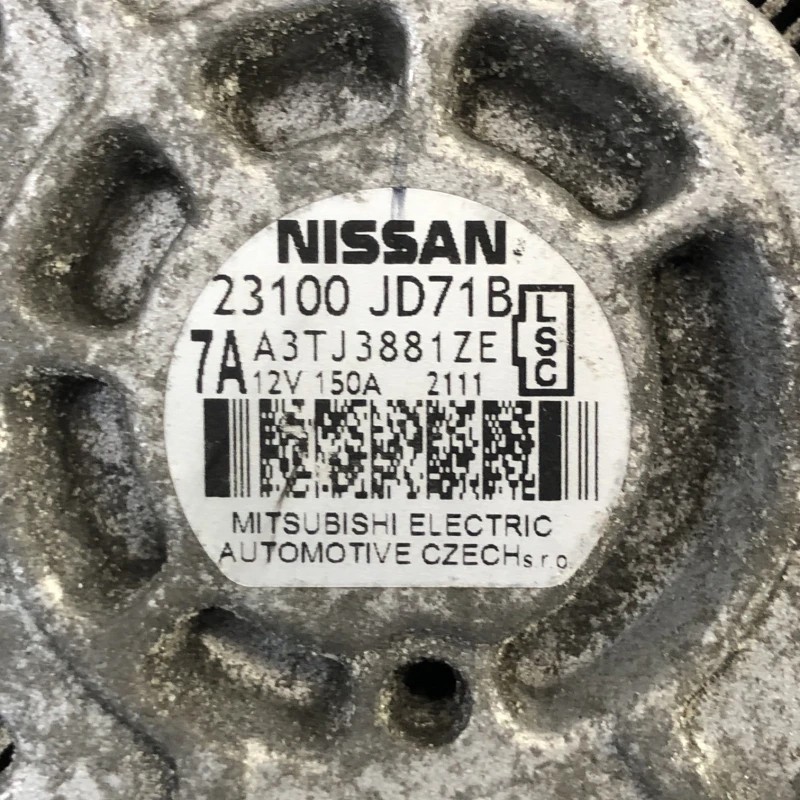 NISSAN
23100 JD71B
7A A3TJ3881ZE
12V 150A 2111
LSC
MITSUBISHI ELECTRIC
AUTOMOTIVE CZECH s.r.o.